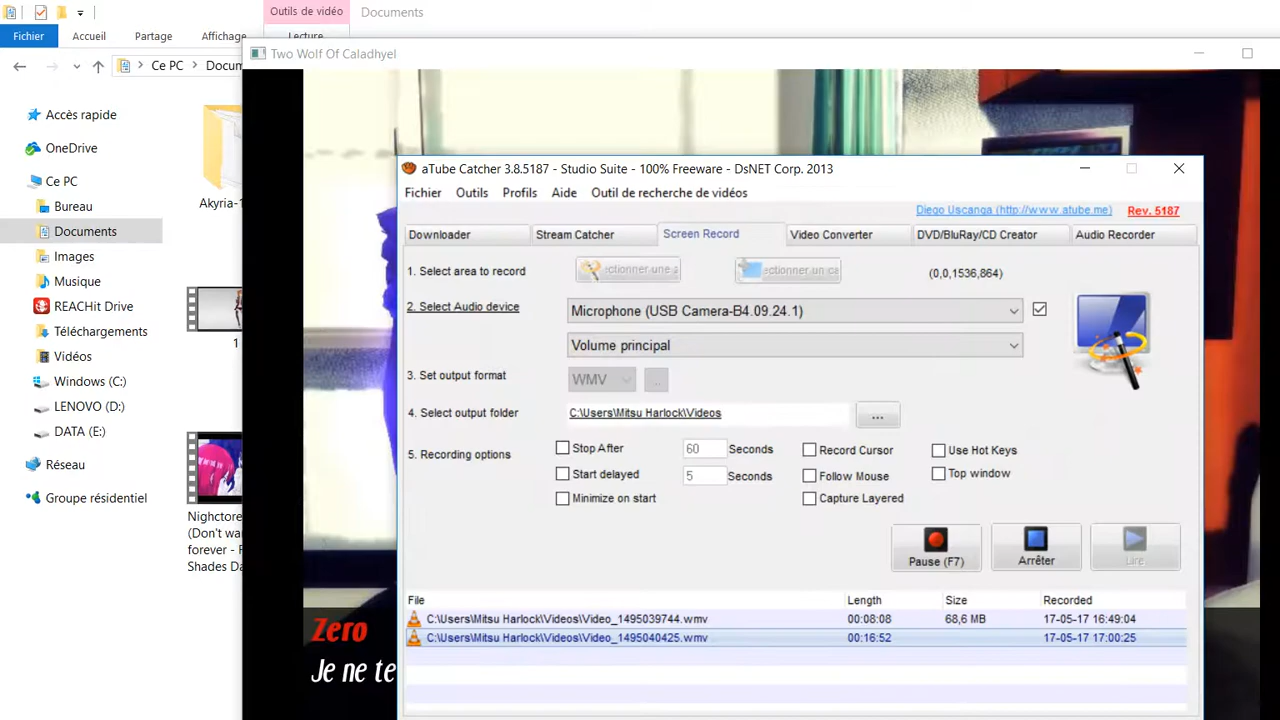 Outils de vidéo
Documents
Fichier
Accueil
Partage
Affichage
Lecture
Two Wolf Of Caladhyel
Ce PC
Docum
Accès rapide
OneDrive
Ce PC
Bureau
Documents
Images
Musique
REACHit Drive
Téléchargements
Vidéos
Windows (C:)
LENOVO (D:)
DATA (E:)
Réseau
Groupe résidentiel
Akyria-1
1
Nighctore
(Don't wa
forever - F
Shades Da
aTube Catcher 3.8.5187 - Studio Suite - 100% Freeware - DsNET Corp. 2013
Fichier
Outils
Profils
Aide
Outil de recherche de vidéos
Diego Uscanga (http://www.atube.me)
Rev. 5187
Downloader
Stream Catcher
Screen Record
Video Converter
DVD/BluRay/CD Creator
Audio Recorder
1. Select area to record
ectionner une a
ectionner un ca
(0,0,1536,864)
2. Select Audio device
Microphone (USB Camera-B4.09.24.1)
Volume principal
3. Set output format
WMV
...
4. Select output folder
C:\Users\Mitsu Harlock\Videos
...
5. Recording options
Stop After
60
Seconds
Record Cursor
Use Hot Keys
Start delayed
5
Seconds
Follow Mouse
Top window
Minimize on start
Capture Layered
Pause (F7)
Arrêter
Lire
File
Length
Size
Recorded
C:\Users\Mitsu Harlock\Videos\Video_1495039744.wmv
00:08:08
68,6 MB
17-05-17 16:49:04
C:\Users\Mitsu Harlock\Videos\Video_1495040425.wmv
00:16:52
17-05-17 17:00:25
Zero
Je ne te